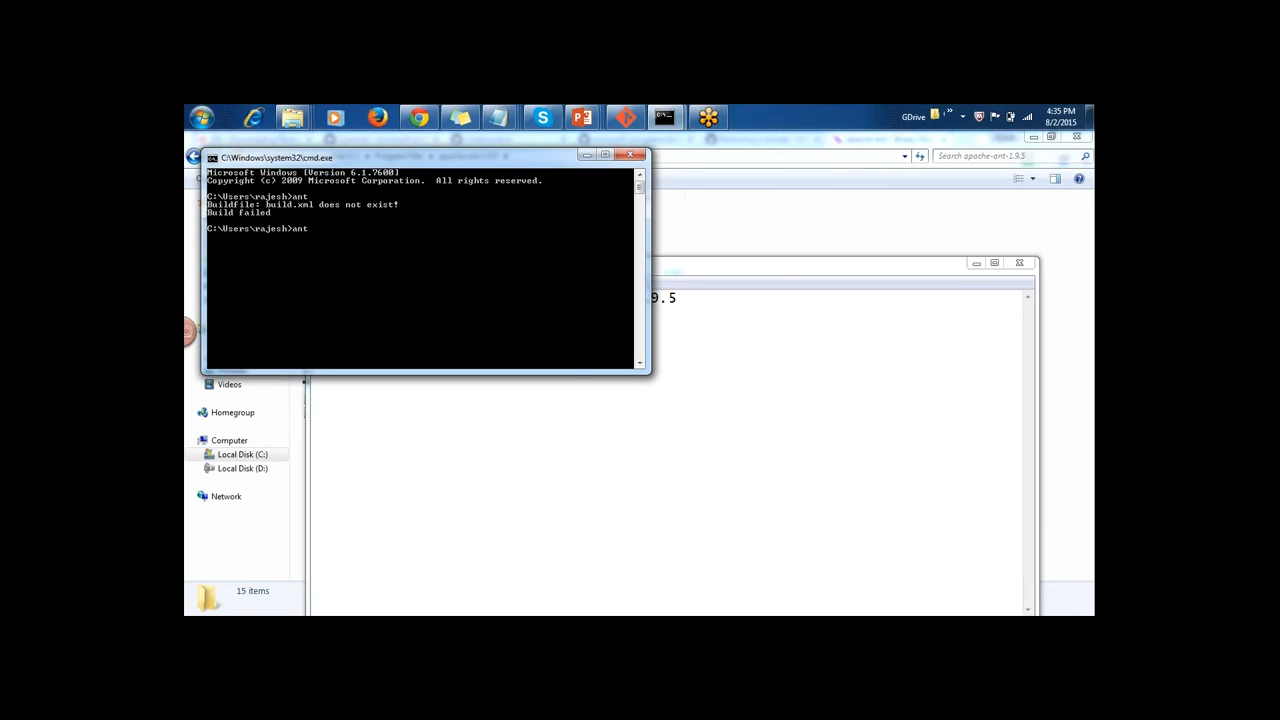 GDrive
»
4:35 PM
8/2/2015
C:\Windows\system32\cmd.exe
Search apache-ant-1.9.5
Microsoft Windows [Version 6.1.7600]
Copyright (c) 2009 Microsoft Corporation.  All rights reserved.
C:\Users\rajesh>ant
Buildfile: build.xml does not exist!
Build failed
C:\Users\rajesh>ant
9.5
Videos
Homegroup
Computer
Local Disk (C:)
Local Disk (D:)
Network
15 items